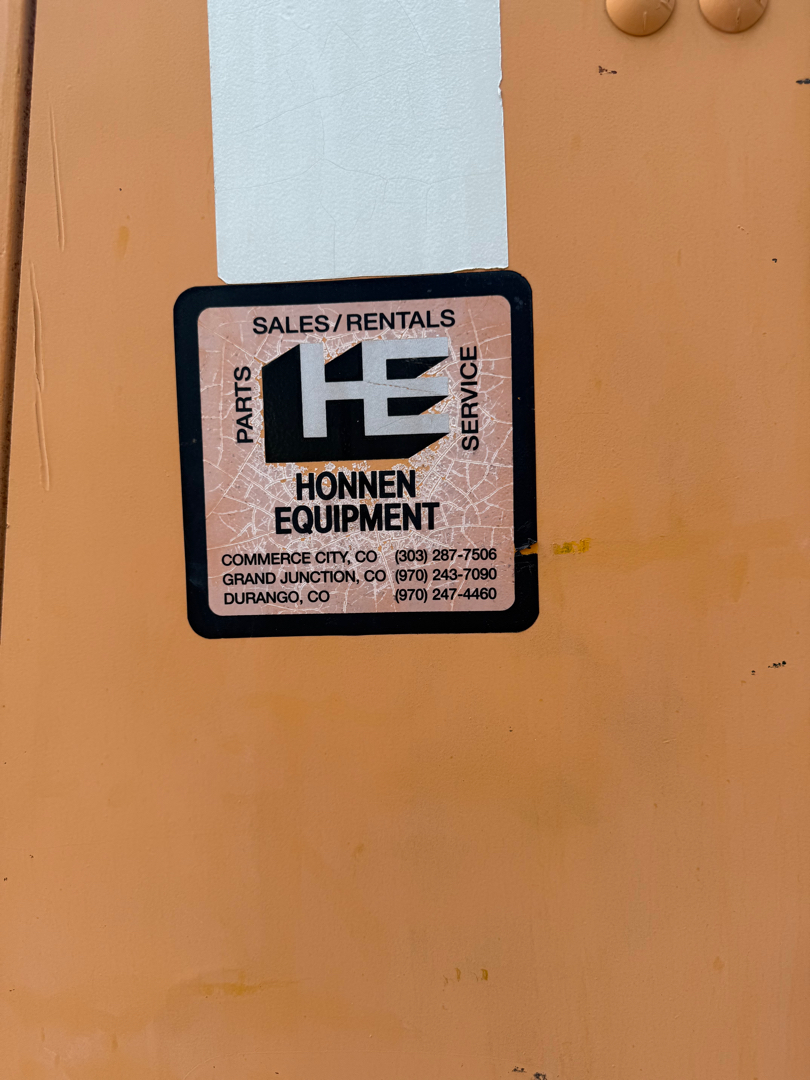 SALES/RENTALS
PARTS
HE
SERVICE
HONNEN
EQUIPMENT
COMMERCE CITY, CO (303) 287-7506
GRAND JUNCTION, CO (970) 243-7090
DURANGO, CO (970) 247-4460